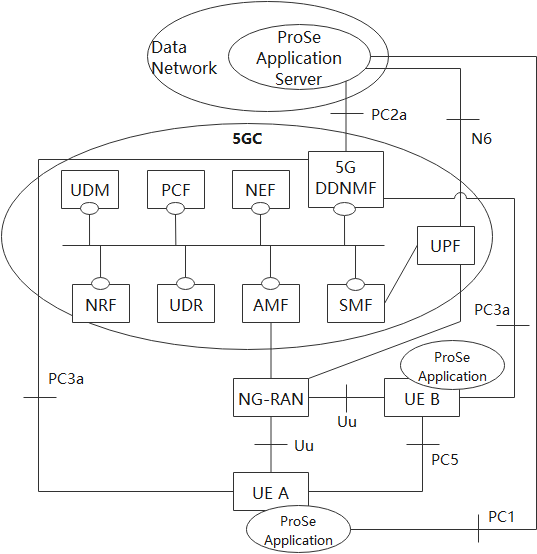 ProSe
Application
Server
Data
Network
PC2a
N6
5GC
5G
DDNMF
UDM
PCF
NEF
UPF
NRF
UDR
AMF
SMF
PC3a
PC3a
ProSe
Application
NG-RAN
UE B
Uu
Uu
PC5
UE A
ProSe
Application
PC1